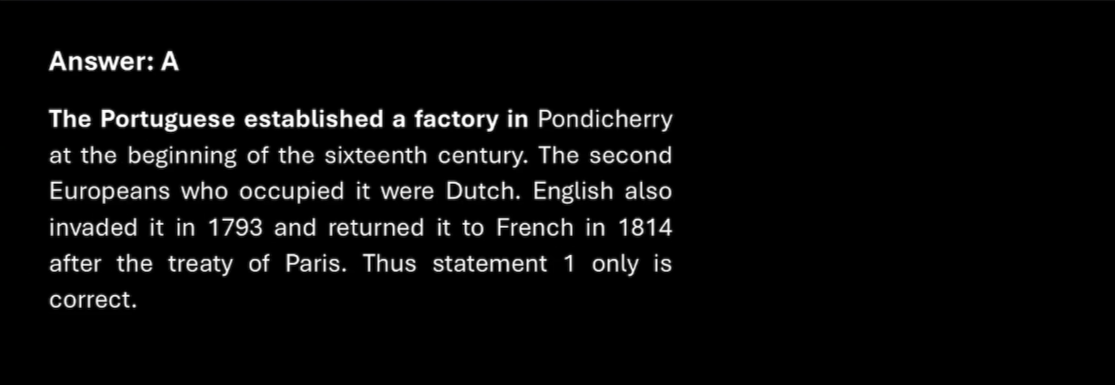 Answer: A
The Portuguese established a factory in Pondicherry
at the beginning of the sixteenth century. The second
Europeans who occupied it were Dutch. English also
invaded it in 1793 and returned it to French in 1814
after the treaty of Paris. Thus statement 1 only is
correct.